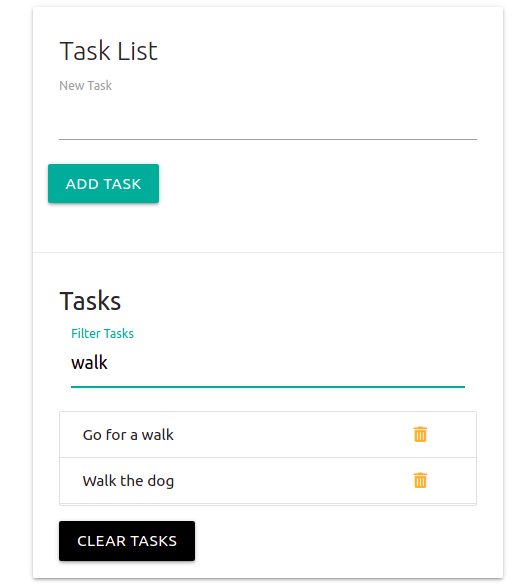 Task List
New Task
ADD TASK
Tasks
Filter Tasks
walk
Go for a walk
Walk the dog
CLEAR TASKS